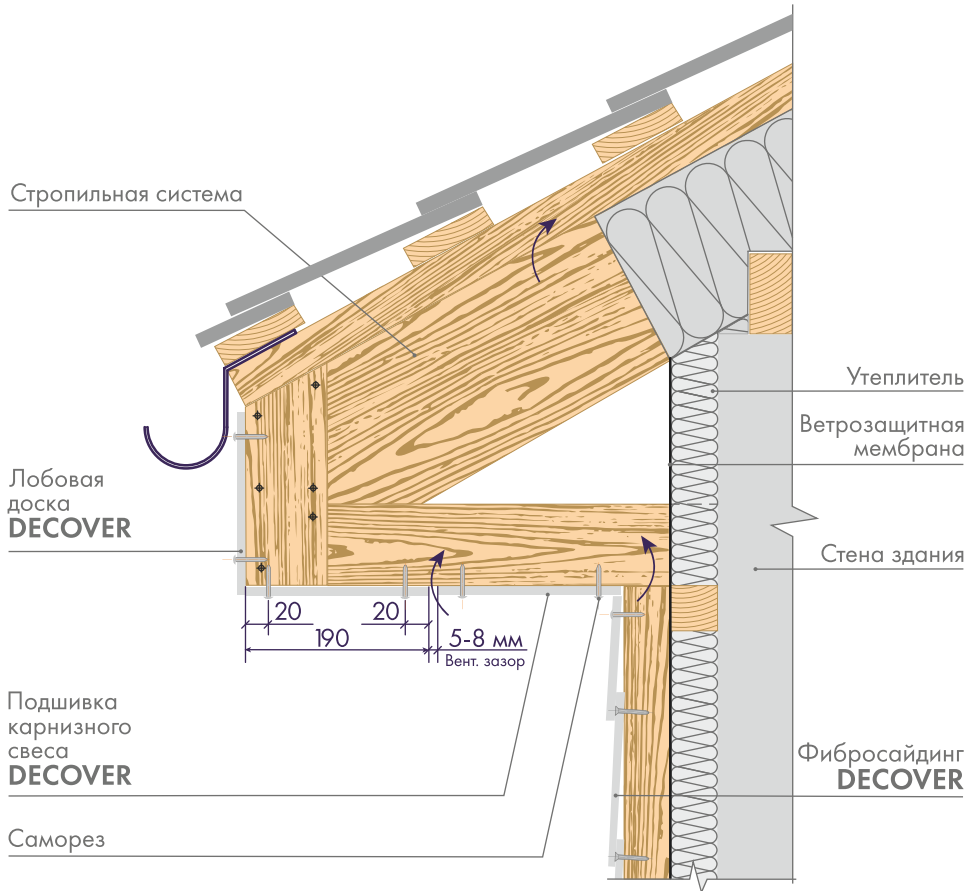 Стропильная система
Утеплитель
Ветрозащитная
мембрана
Лобовая
доска
DECOVER
Стена здания
20
20
190
5-8 мм
Вент. зазор
Подшивка
карнизного
свеса
DECOVER
Фибросайдинг
DECOVER
Саморез